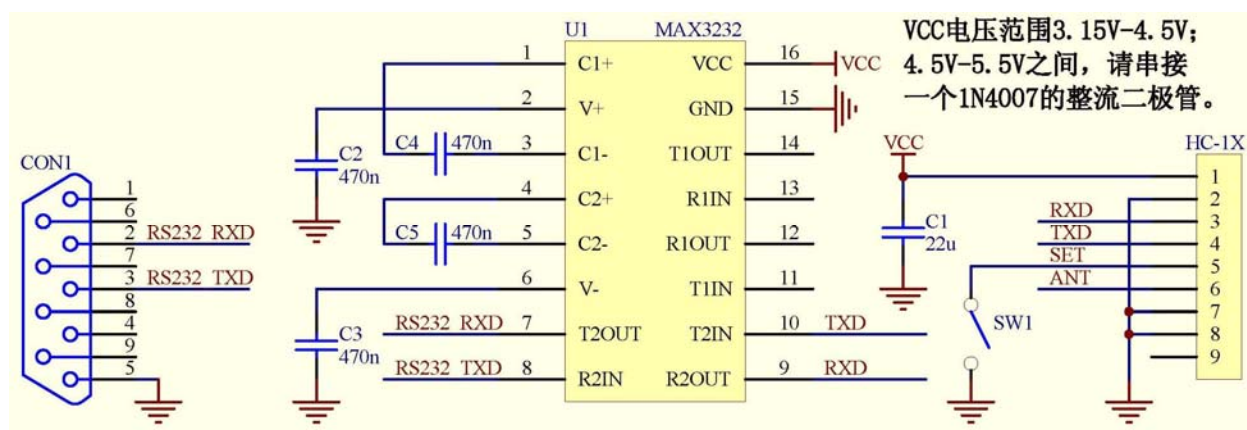 U1 MAX3232
VCC电压范围3.15V-4.5V;
4.5V-5.5V之间，请串接
一个1N4007的整流二极管。
CON1
1
6
2 RS232 RXD
7
3 RS232 TXD
8
4
9
5
C2
470n
C4 470n
C5 470n
C3
470n
RS232 RXD
RS232 TXD
1 C1+
2 V+
3 C1-
4 C2+
5 C2-
6 V-
7 T2OUT
8 R2IN
VCC 16 VCC
GND 15
T1OUT 14
R1IN 13
R1OUT 12
T1IN 11
T2IN 10 TXD
R2OUT 9 RXD
VCC
C1
22u
SW1
HC-1X
1
2
RXD 3
TXD 4
SET 5
ANT 6
7
8
9